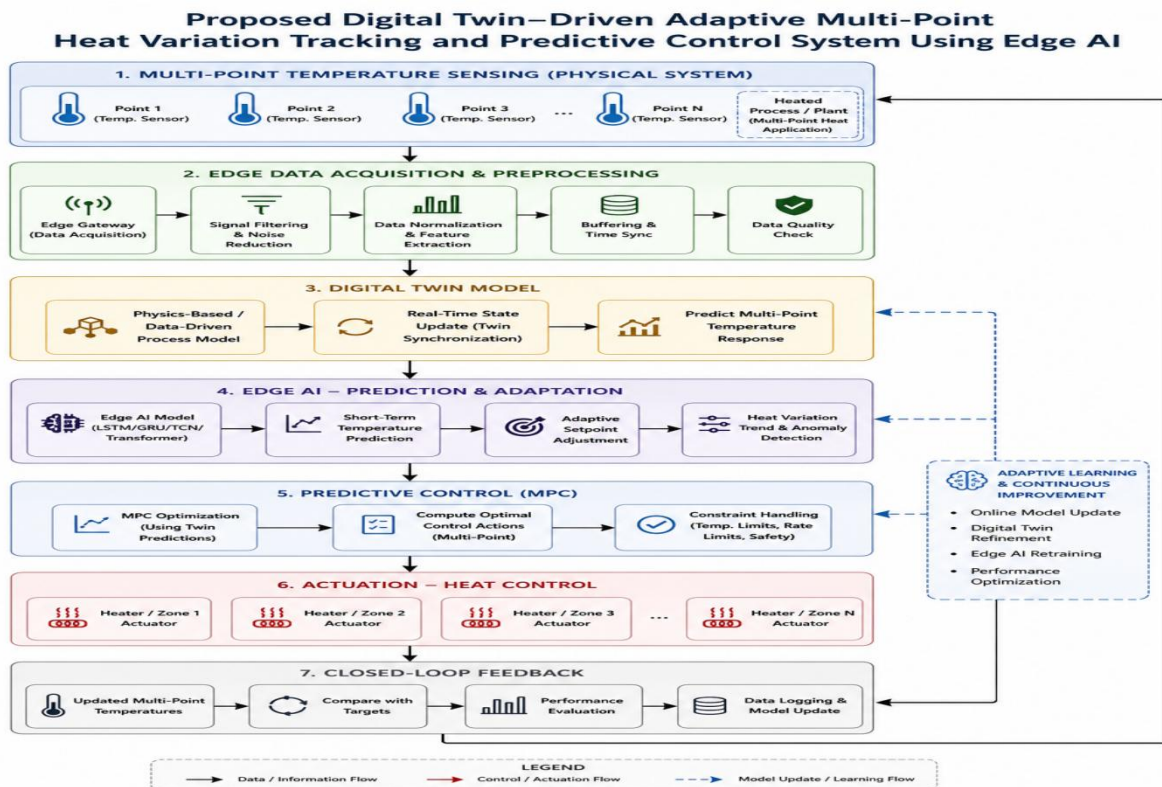 Proposed Digital Twin–Driven Adaptive Multi-Point
Heat Variation Tracking and Predictive Control System Using Edge AI
1. MULTI-POINT TEMPERATURE SENSING (PHYSICAL SYSTEM)
Point 1
(Temp. Sensor)
Point 2
(Temp. Sensor)
Point 3
(Temp. Sensor)
...
Point N
(Temp. Sensor)
Heated
Process / Plant
(Multi-Point Heat
Application)
2. EDGE DATA ACQUISITION & PREPROCESSING
Edge Gateway
(Data Acquisition)
Signal Filtering
& Noise
Reduction
Data Normalization
& Feature
Extraction
Buffering &
Time Sync
Data Quality
Check
3. DIGITAL TWIN MODEL
Physics-Based /
Data-Driven
Process Model
Real-Time State
Update (Twin
Synchronization)
Predict Multi-Point
Temperature
Response
4. EDGE AI – PREDICTION & ADAPTATION
Edge AI Model
(LSTM/GRU/TCN/
Transformer)
Short-Term
Temperature
Prediction
Adaptive
Setpoint
Adjustment
Heat Variation
Trend & Anomaly
Detection
ADAPTIVE LEARNING
& CONTINUOUS
IMPROVEMENT
• Online Model Update
• Digital Twin
Refinement
• Edge AI Retraining
• Performance
Optimization
5. PREDICTIVE CONTROL (MPC)
MPC Optimization
(Using Twin
Predictions)
Compute Optimal
Control Actions
(Multi-Point)
Constraint Handling
(Temp. Limits, Rate
Limits, Safety)
6. ACTUATION – HEAT CONTROL
Heater / Zone 1
Actuator
Heater / Zone 2
Actuator
Heater / Zone 3
Actuator
...
Heater / Zone N
Actuator
7. CLOSED-LOOP FEEDBACK
Updated Multi-Point
Temperatures
Compare with
Targets
Performance
Evaluation
Data Logging &
Model Update
LEGEND
Data / Information Flow
Control / Actuation Flow
Model Update / Learning Flow